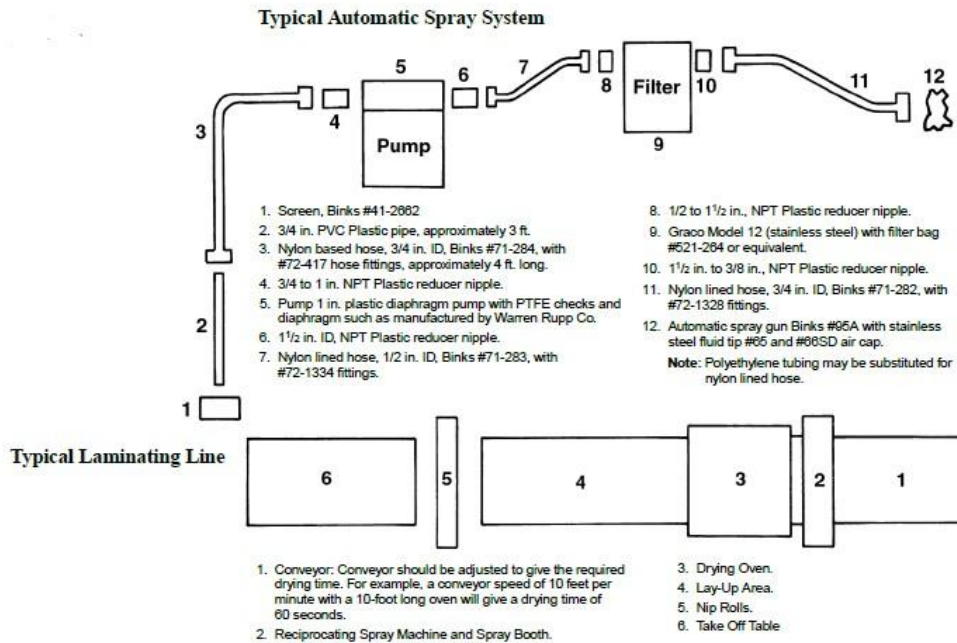 Typical Automatic Spray System
5
6
7
8
Filter
10
11
12
3
4
Pump
9
1. Screen, Binks #41-2662
2. 3/4 in. PVC Plastic pipe, approximately 3 ft.
3. Nylon based hose, 3/4 in. ID, Binks #71-284, with
#72-417 hose fittings, approximately 4 ft. long.
4. 3/4 to 1 in. NPT Plastic reducer nipple.
5. Pump 1 in. plastic diaphragm pump with PTFE checks and
diaphragm such as manufactured by Warren Rupp Co.
6. 1 1/2 in. ID, NPT Plastic reducer nipple.
7. Nylon lined hose, 1/2 in. ID, Binks #71-283, with
#72-1334 fittings.
8. 1/2 to 1 1/2 in., NPT Plastic reducer nipple.
9. Graco Model 12 (stainless steel) with filter bag
#521-264 or equivalent.
10. 1 1/2 in. to 3/8 in., NPT Plastic reducer nipple.
11. Nylon lined hose, 3/4 in. ID, Binks #71-282, with
#72-1328 fittings.
12. Automatic spray gun Binks #95A with stainless
steel fluid tip #65 and #66SD air cap.
Note: Polyethylene tubing may be substituted for
nylon lined hose.
2
1
Typical Laminating Line
6
5
4
3
2
1
1. Conveyor: Conveyor should be adjusted to give the required
drying time. For example, a conveyor speed of 10 feet per
minute with a 10-foot long oven will give a drying time of
60 seconds.
2. Reciprocating Spray Machine and Spray Booth.
3. Drying Oven.
4. Lay-Up Area.
5. Nip Rolls.
6. Take Off Table